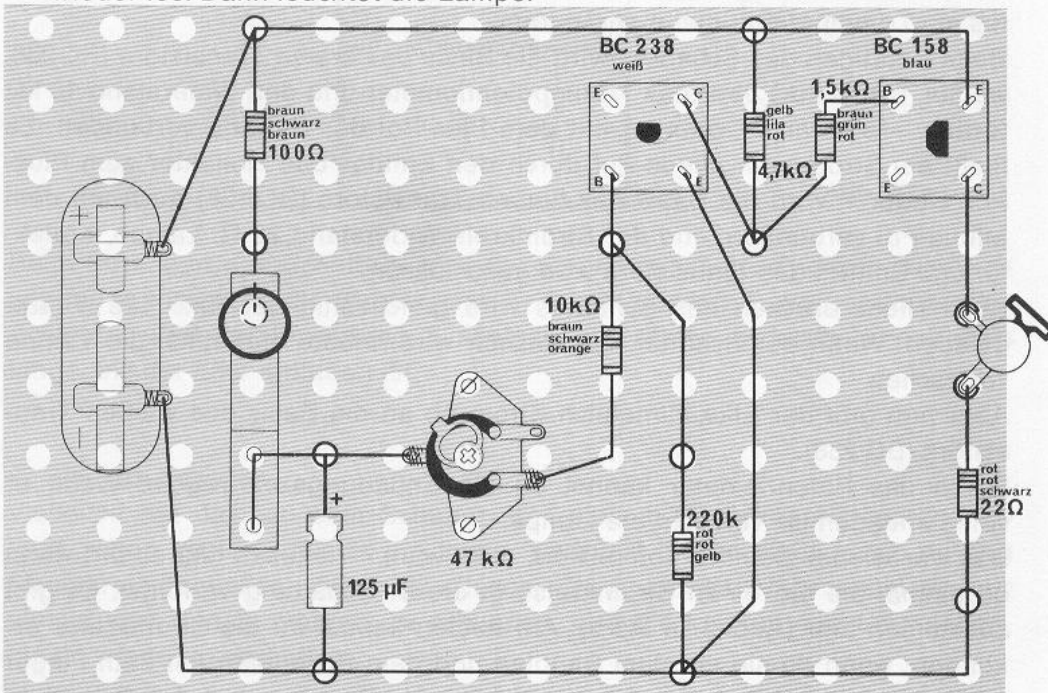 BC 238
weiß
BC 158
blau
E
C
B
E
B
E
E
C
braun
schwarz
braun
100Ω
gelb
lila
rot
4,7kΩ
1,5kΩ
braun
grün
rot
+
−
10kΩ
braun
schwarz
orange
+
47 kΩ
125 µF
220k
rot
rot
gelb
rot
rot
schwarz
22Ω